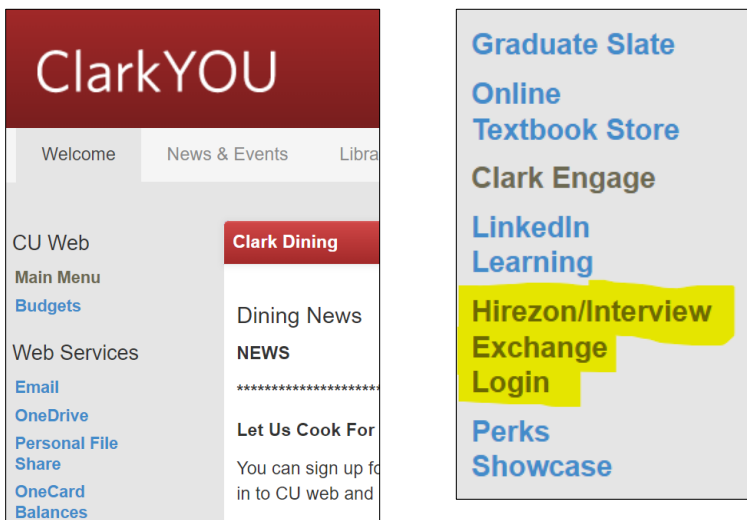 ClarkYOU
Welcome
News & Events
CU Web
Main Menu
Budgets
Web Services
Email
OneDrive
Personal File
Share
OneCard
Balances
Clark Dining
Dining News
NEWS
**********************
Let Us Cook For
You can sign up
in to CU web and
Graduate Slate
Online
Textbook Store
Clark Engage
LinkedIn
Learning
Hirezon/Interview
Exchange
Login
Perks
Showcase